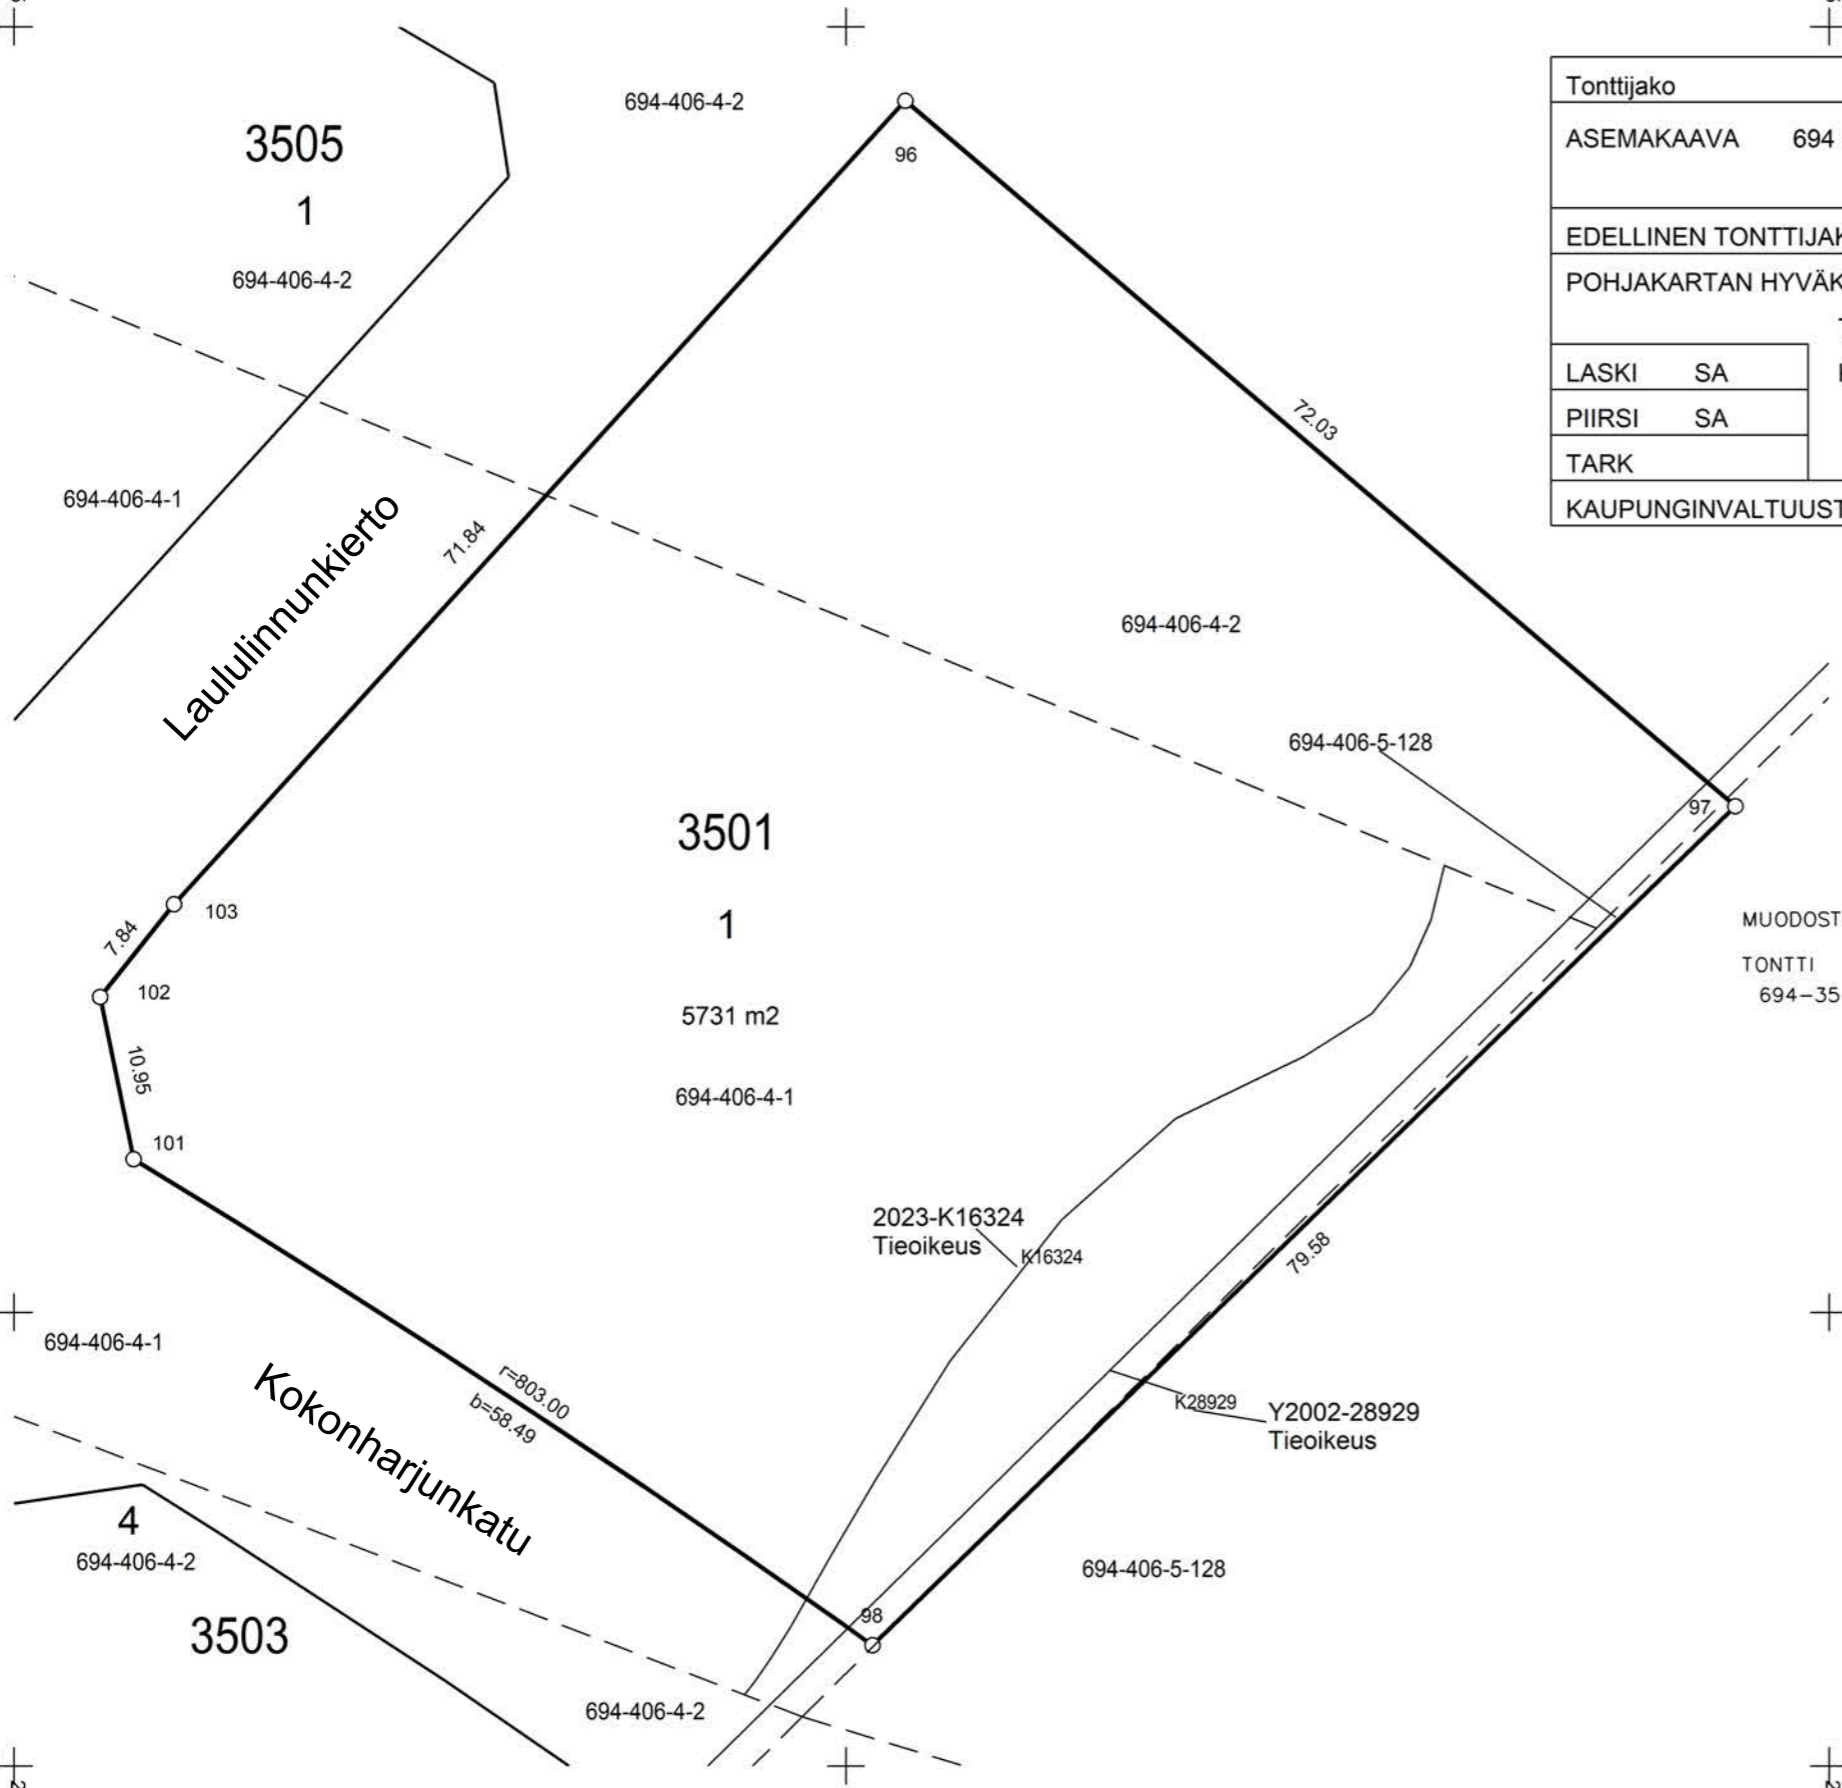 694-406-4-2
96
3505
1
694-406-4-2
694-406-4-1
Laululinnunkierto
71.84
72.03
694-406-4-2
694-406-5-128
97
3501
1
5731 m2
694-406-4-1
103
7.84
102
10.95
101
2023-K16324
Tieoikeus
K16324
79.58
694-406-4-1
r=803.00
b=58.49
Kokonharjunkatu
K28929
Y2002-28929
Tieoikeus
4
694-406-4-2
3503
98
694-406-5-128
694-406-4-2
Tonttijako
ASEMAKAAVA 694
EDELLINEN TONTTIJAK
POHJAKARTAN HYVÄK
LASKI SA
PIIRSI SA
TARK
KAUPUNGINVALTUUST
MUODOST
TONTTI
694-35